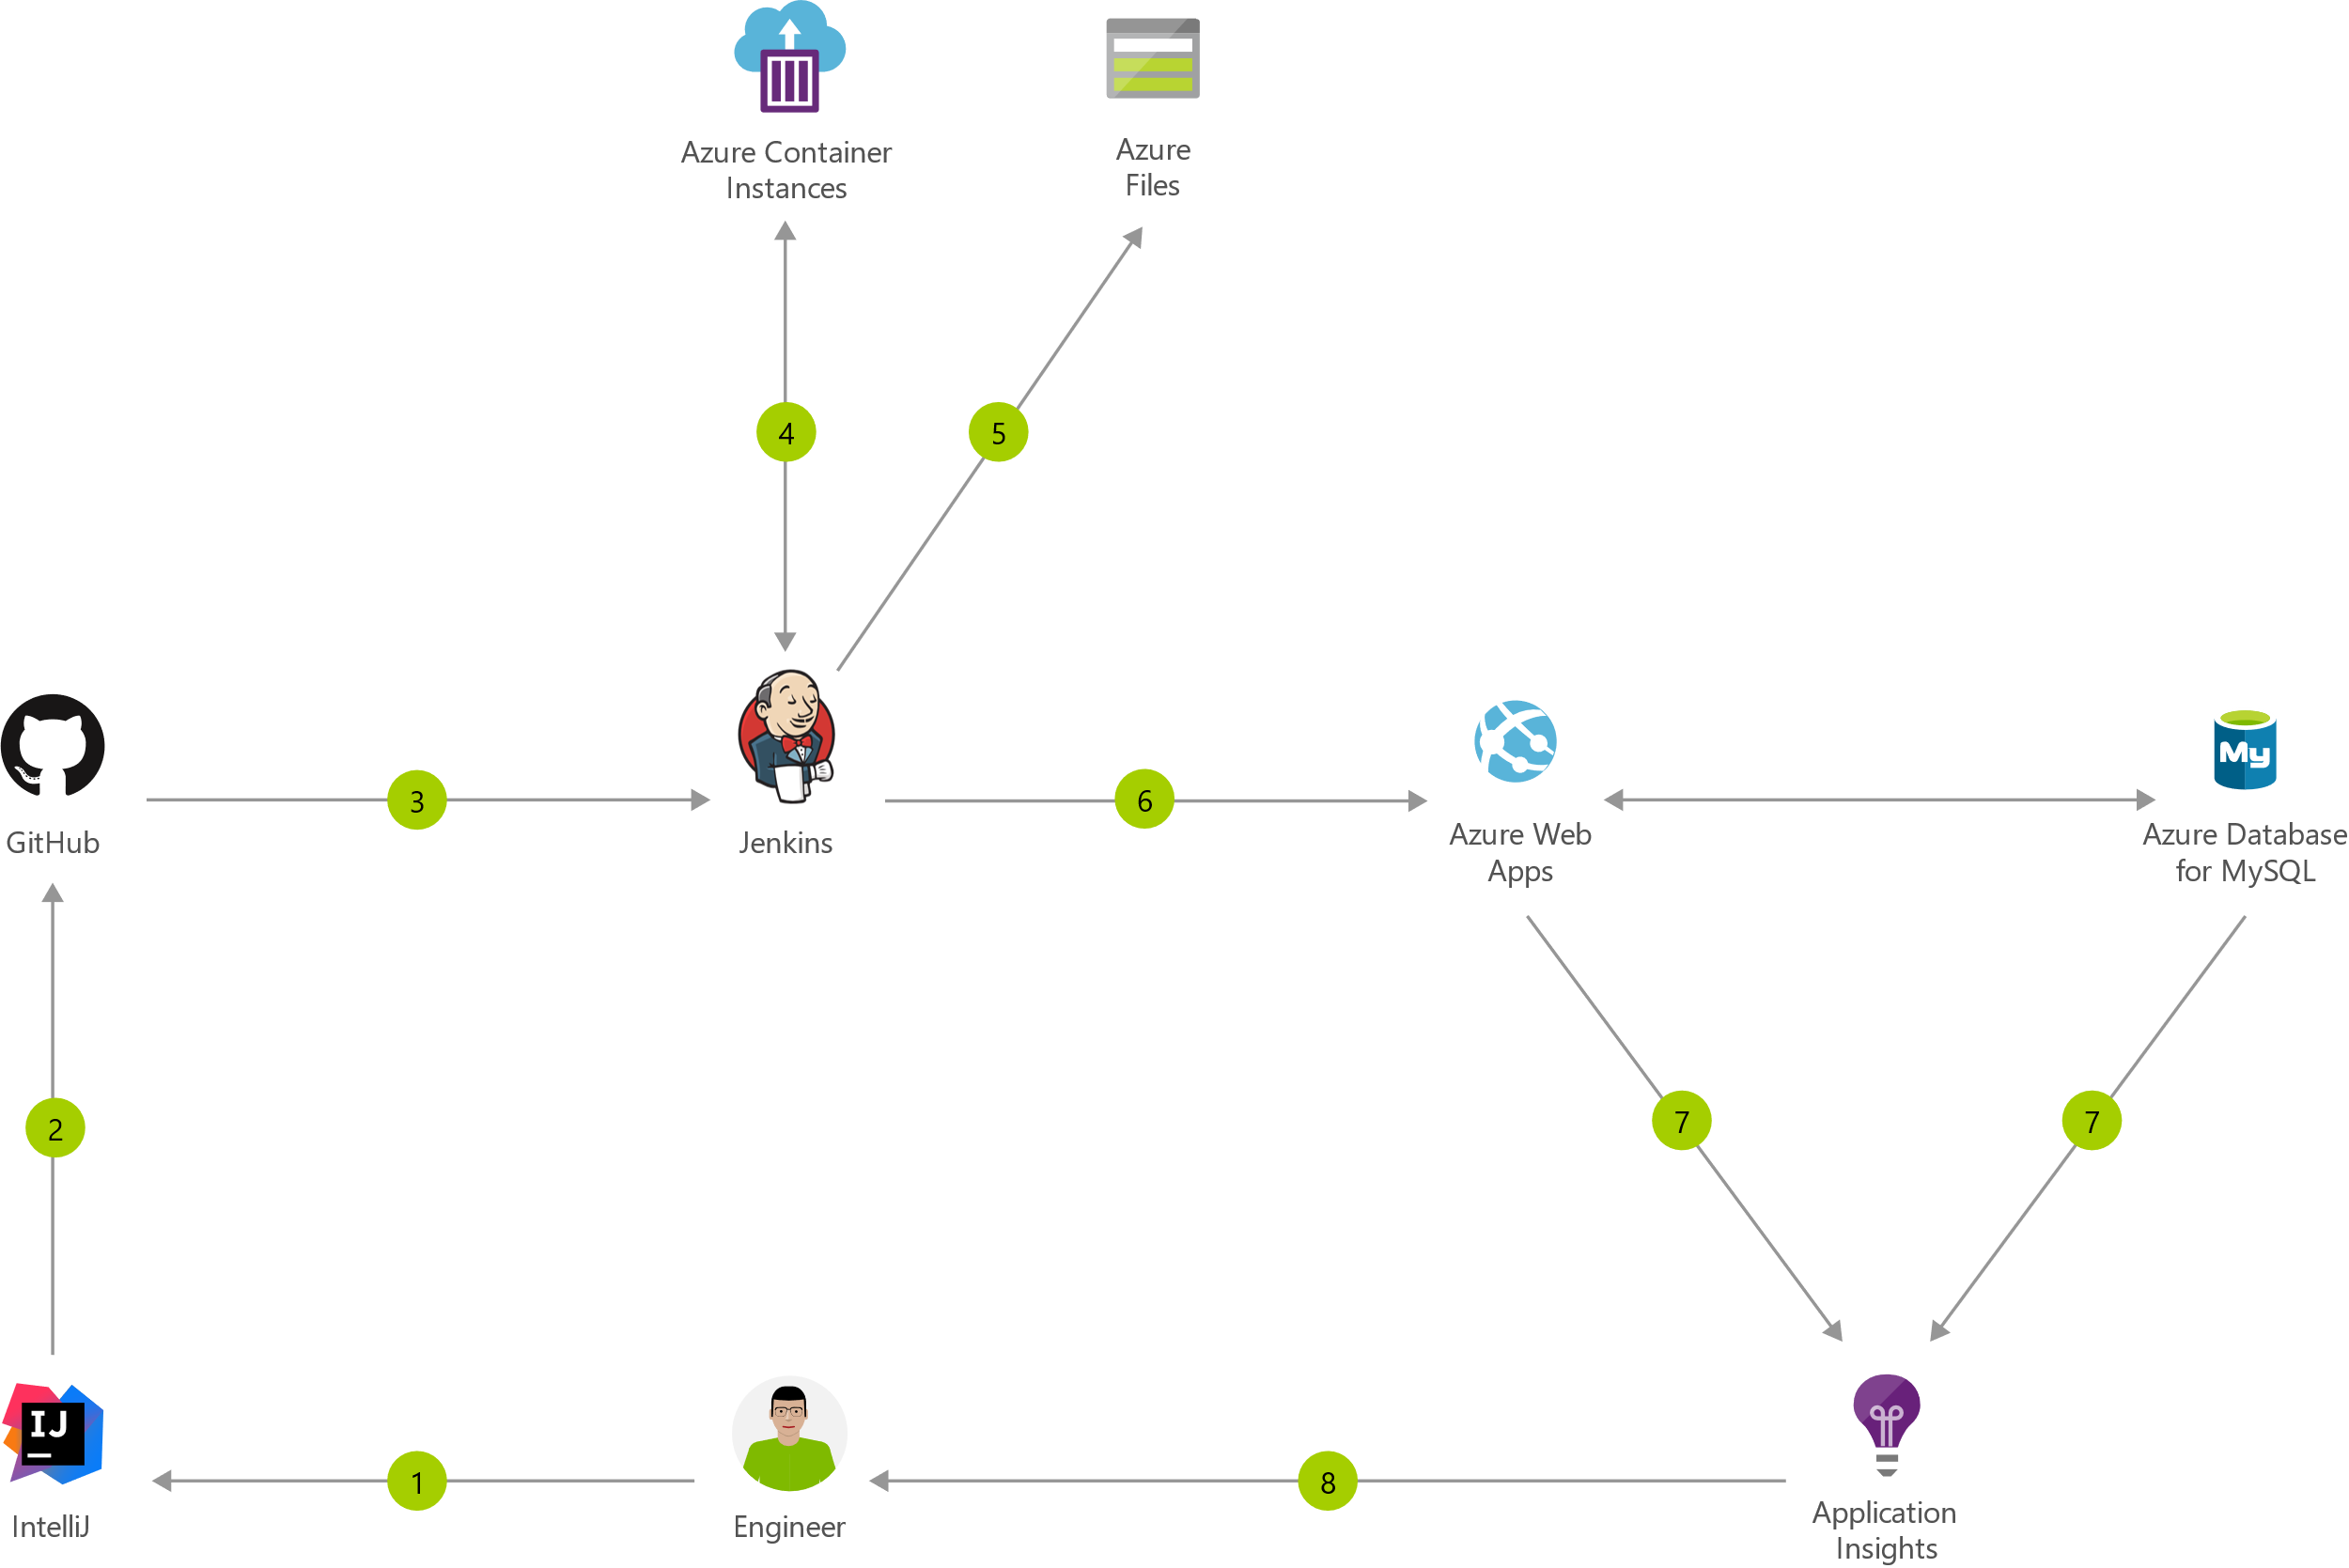 Azure Container
Instances
Azure
Files
4
5
GitHub
3
Jenkins
6
Azure Web
Apps
My
Azure Database
for MySQL
2
7
7
IJ
IntelliJ
1
Engineer
8
Application
Insights